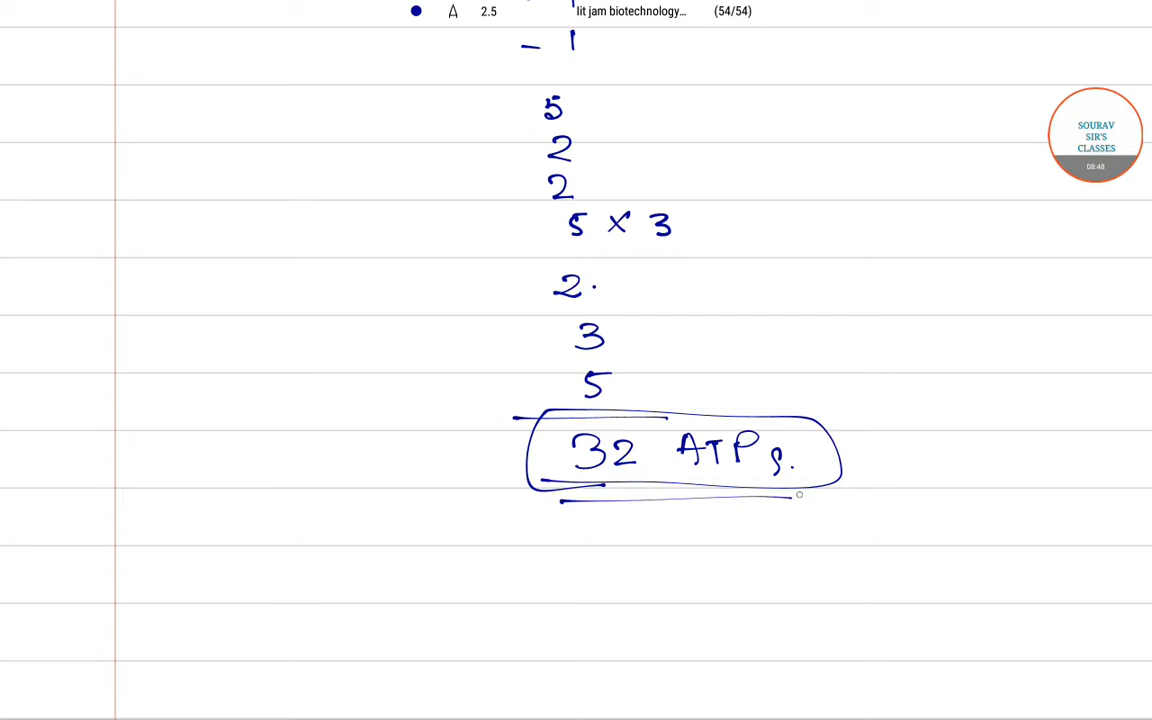 2.5 lit jam biotechnology... (54/54)
- 1
SOURAV
SIR'S
CLASSES
08:48
5
2
2
5 × 3
2.
3
5
32 ATPs.